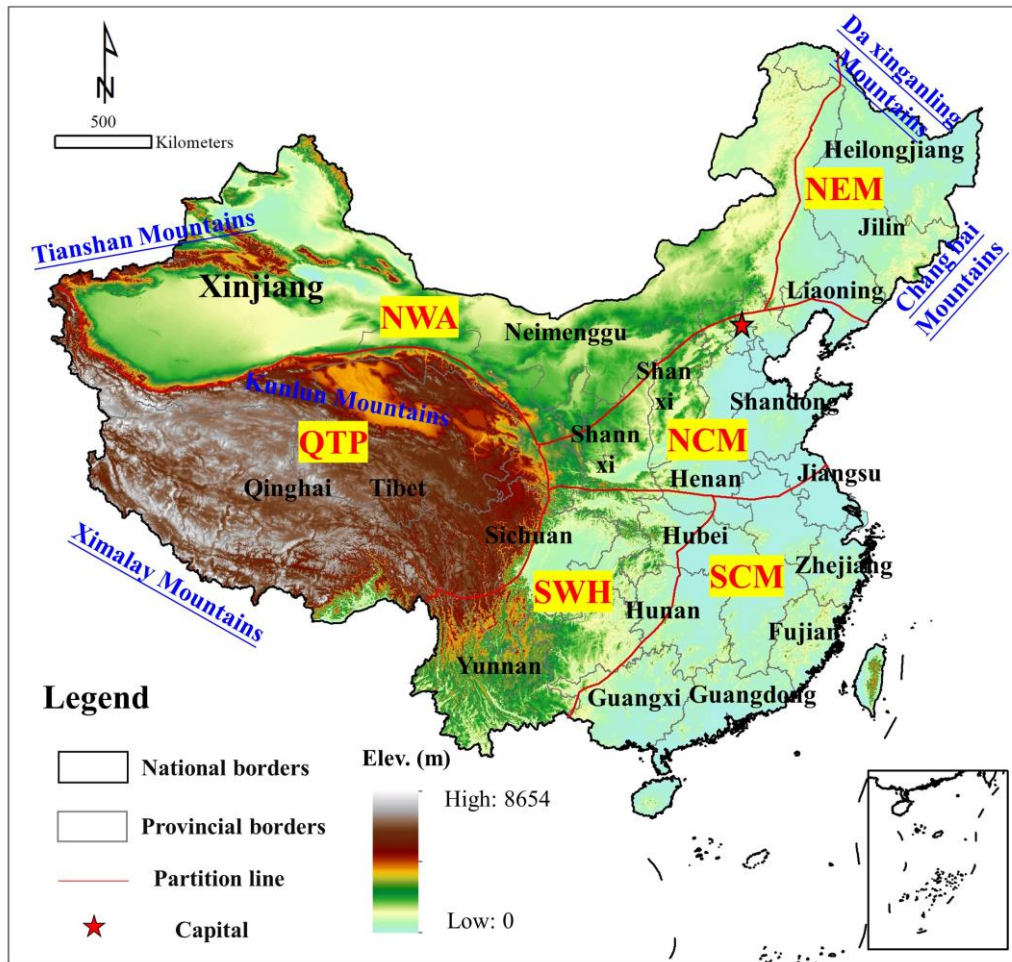 N
500
Kilometers
Da xinganling
Mountains
Mountains
Heilongjiang
NEM
Jilin
Chang bai
Mountains
Liaoning
Tianshan Mountains
Xinjiang
NWA
Neimenggu
Shan
xi
Shandong
Kunlun Mountains
QTP
NCM
Shann
xi
Henan
Jiangsu
Qinghai
Tibet
Sichuan
Hubei
Ximalay Mountains
SWH
SCM
Zhejiang
Hunan
Fujian
Yunnan
Guangxi
Guangdong
Legend
National borders
Provincial borders
Partition line
Capital
Elev. (m)
High: 8654
Low: 0